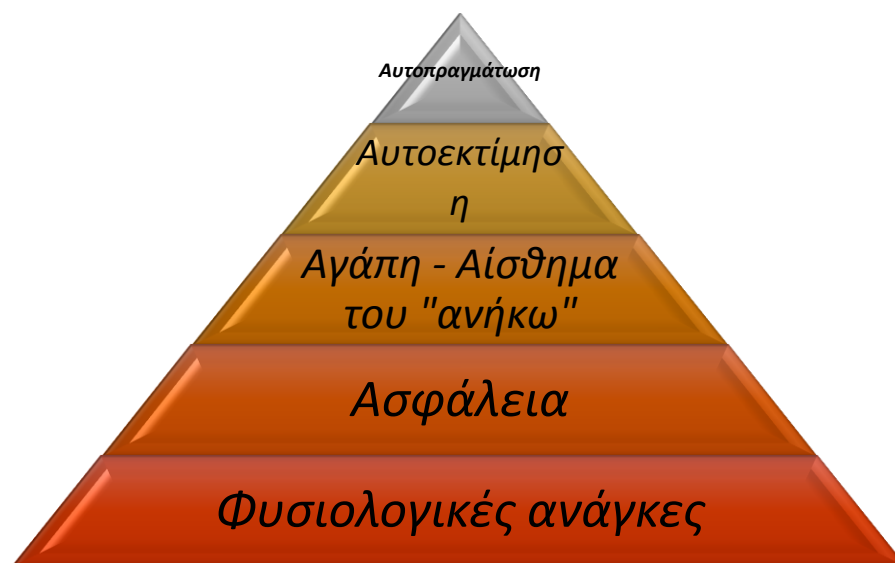 Αυτοπραγμάτωση
Αυτοεκτίμησ
η
Αγάπη - Αίσθημα
του "ανήκω"
Ασφάλεια
Φυσιολογικές ανάγκες